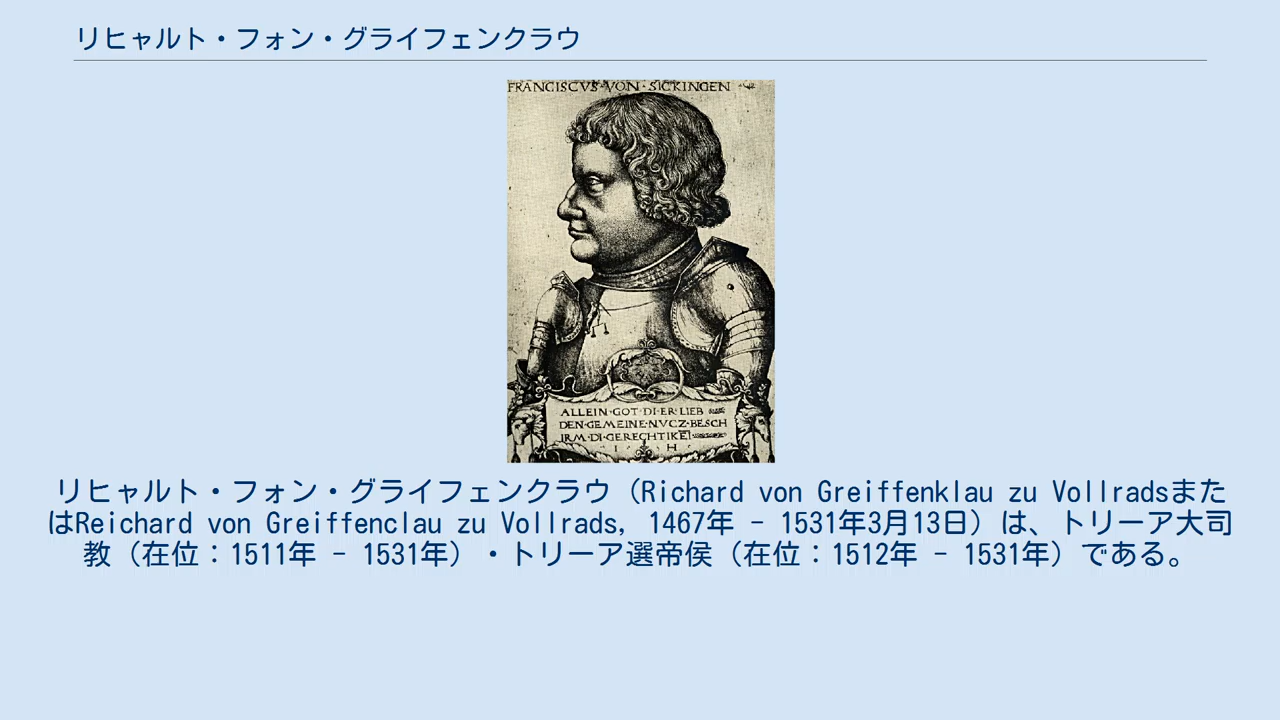 リヒャルト・フォン・グライフェンクラウ
FRANCISCVS·VON·SICKINGEN
ALLEIN·GOT·DI·ER·LIEB
DEN·GEMEINE·NVCZ·BESCH
IRM·DI·GERECHTIKEI
I H
リヒャルト・フォン・グライフェンクラウ（Richard von Greiffenklau zu Vollradsまた
はReichard von Greiffenclau zu Vollrads, 1467年 - 1531年3月13日）は、トリーア大司
教（在位：1511年 - 1531年）・トリーア選帝侯（在位：1512年 - 1531年）である。